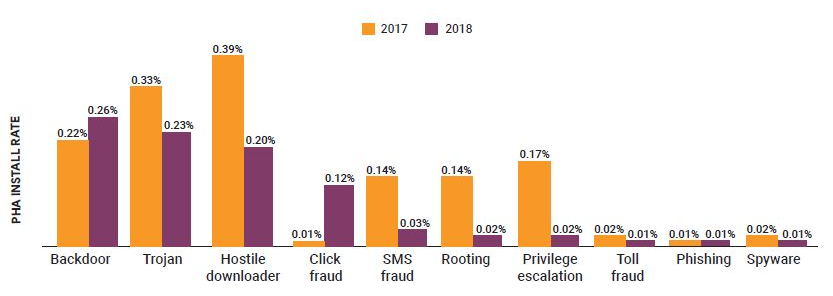 2017 2018
PHA INSTALL RATE
0.22% 0.26%
0.33% 0.23%
0.39% 0.20%
0.01% 0.12%
0.14% 0.03%
0.14% 0.02%
0.17% 0.02%
0.02% 0.01%
0.01% 0.01%
0.02% 0.01%
Backdoor
Trojan
Hostile
downloader
Click
fraud
SMS
fraud
Rooting
Privilege
escalation
Toll
fraud
Phishing
Spyware